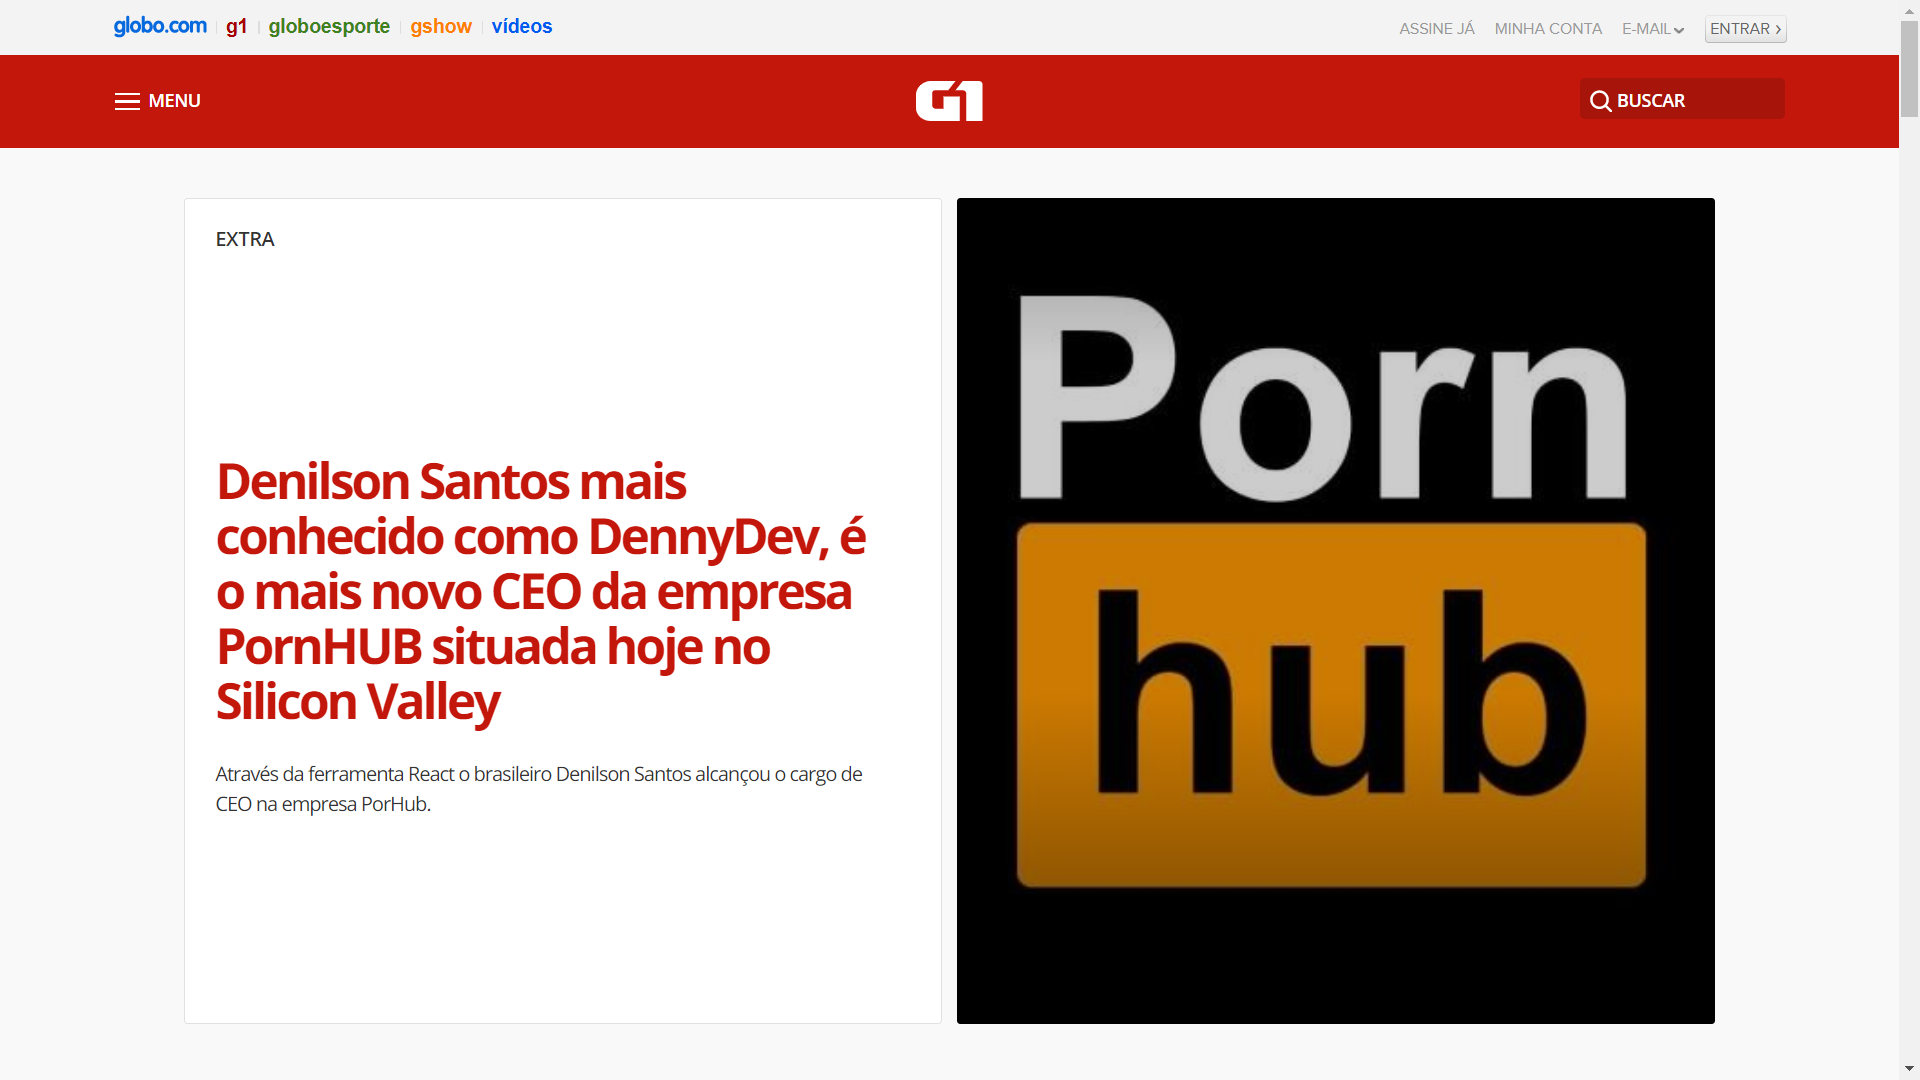 globo.com g1 globoesporte gshow vídeos
ASSINE JÁ MINHA CONTA E-MAIL ENTRAR ›
MENU
G1
BUSCAR
EXTRA
Denilson Santos mais
conhecido como DennyDev, é
o mais novo CEO da empresa
PornHUB situada hoje no
Silicon Valley
Através da ferramenta React o brasileiro Denilson Santos alcançou o cargo de
CEO na empresa PorHub.
Porn
hub